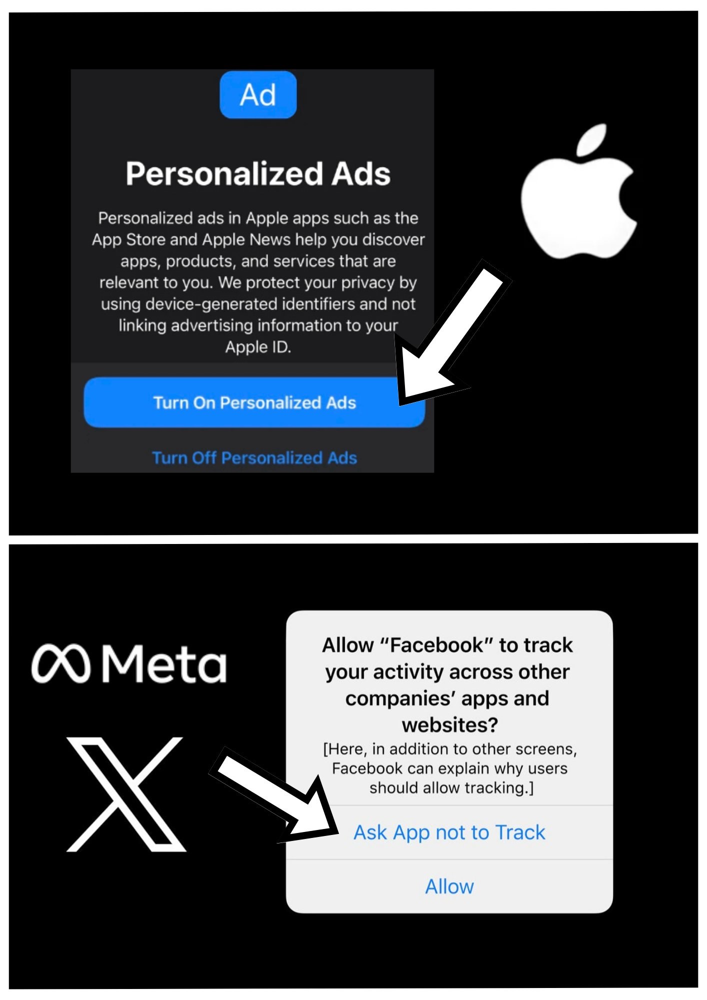 Ad
Personalized Ads
Personalized ads in Apple apps such as the
App Store and Apple News help you discover
apps, products, and services that are
relevant to you. We protect your privacy by
using device-generated identifiers and not
linking advertising information to your
Apple ID.
Turn On Personalized Ads
Turn Off Personalized Ads
Meta
X
Allow “Facebook” to track
your activity across other
companies’ apps and
websites?
[Here, in addition to other screens,
Facebook can explain why users
should allow tracking.]
Ask App not to Track
Allow